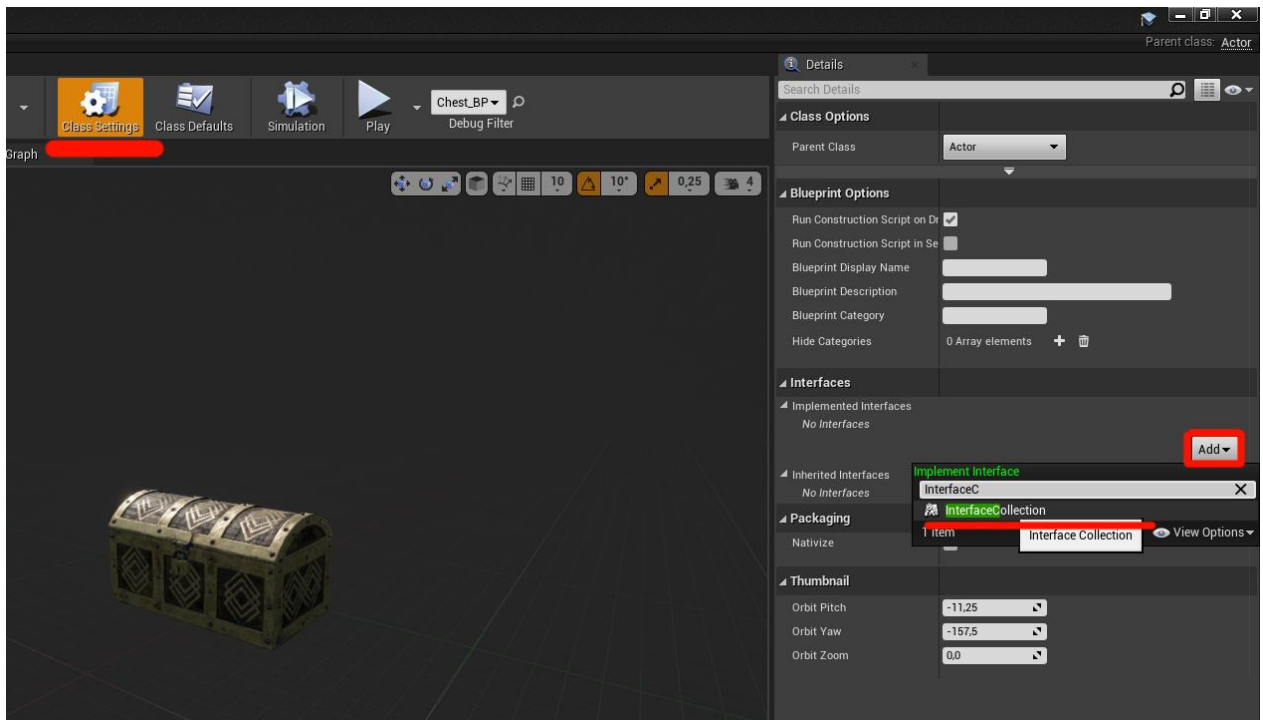 Parent class: Actor
Details
Search Details
Class Settings
Class Defaults
Simulation
Play
Chest_BP
Debug Filter
Graph
10
10°
0,25
4
Class Options
Parent Class
Actor
Blueprint Options
Run Construction Script on Dr
Run Construction Script in Se
Blueprint Display Name
Blueprint Description
Blueprint Category
Hide Categories
0 Array elements
Interfaces
Implemented Interfaces
No Interfaces
Add
Inherited Interfaces
No Interfaces
Implement Interface
InterfaceC
InterfaceCollection
1 item
Interface Collection
View Options
Packaging
Nativize
Thumbnail
Orbit Pitch
-11,25
Orbit Yaw
-157,5
Orbit Zoom
0,0